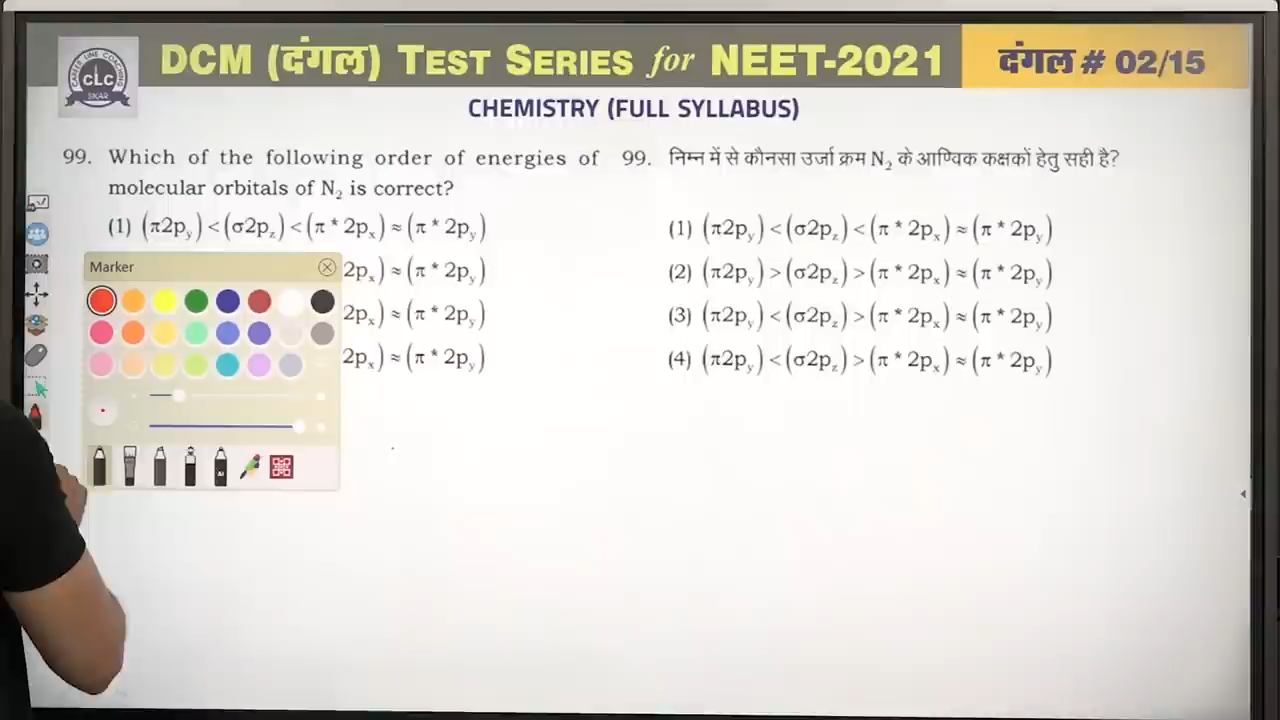 DCM (दंगल) TEST SERIES for NEET-2021
दंगल # 02/15
CLC
SIKAR
CHEMISTRY (FULL SYLLABUS)
99. Which of the following order of energies of
molecular orbitals of N₂ is correct?
(1) (π2pᵧ) < (σ2p_z) < (π * 2pₓ) ≈ (π * 2pᵧ)
2pₓ) ≈ (π * 2pᵧ)
2pₓ) ≈ (π * 2pᵧ)
2pₓ) ≈ (π * 2pᵧ)
Marker
99. निम्न में से कौनसा उर्जा क्रम N₂ के आण्विक कक्षकों हेतु सही है?
(1) (π2pᵧ) < (σ2p_z) < (π * 2pₓ) ≈ (π * 2pᵧ)
(2) (π2pᵧ) > (σ2p_z) > (π * 2pₓ) ≈ (π * 2pᵧ)
(3) (π2pᵧ) < (σ2p_z) > (π * 2pₓ) ≈ (π * 2pᵧ)
(4) (π2pᵧ) < (σ2p_z) > (π * 2pₓ) ≈ (π * 2pᵧ)